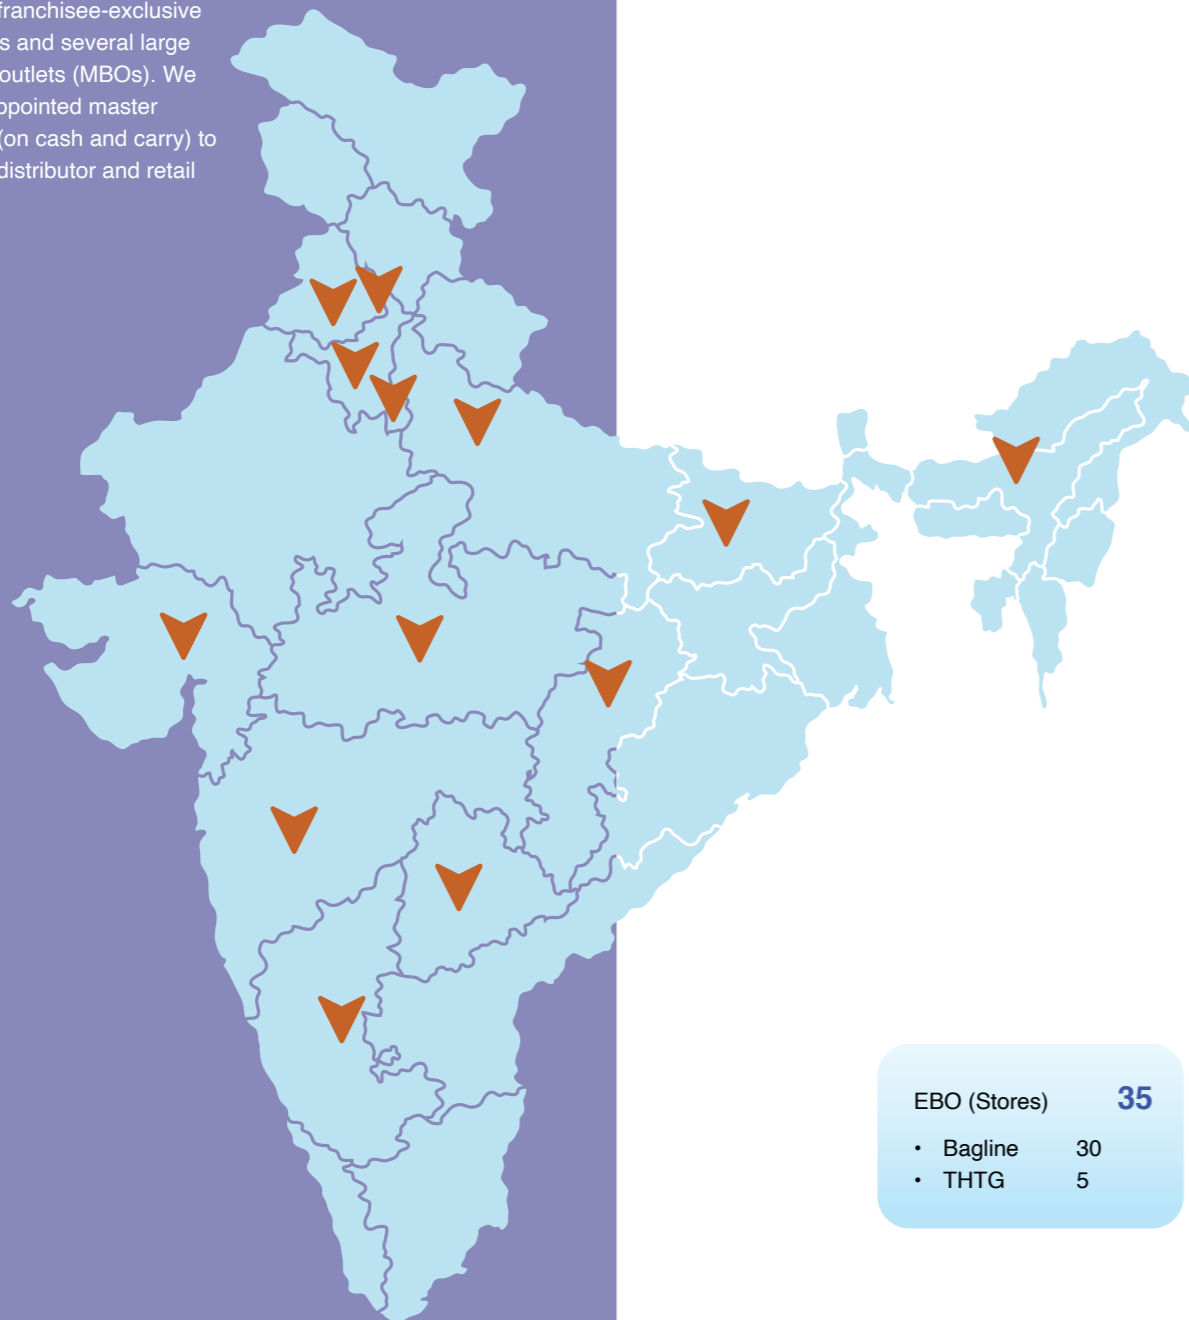 franchisee-exclusive
s and several large
outlets (MBOs). We
ppointed master
(on cash and carry) to
distributor and retail
EBO (Stores) 35
• Bagline 30
• THTG 5